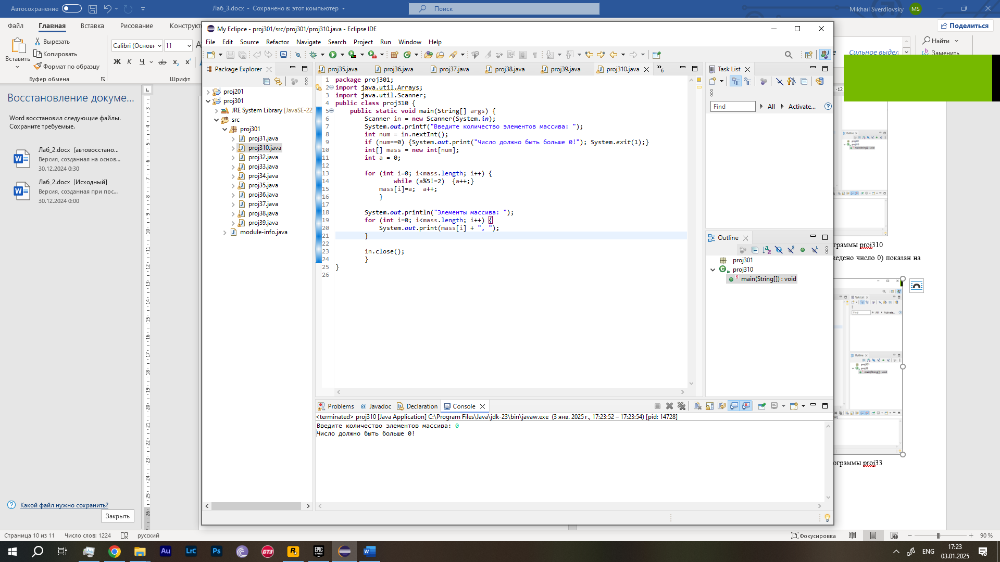 Автосохранение
Лаб_3.docx - Сохранено в: этот компьютер
Поиск
Mikhail Sverdlovsky
MS
Файл Главная Вставка Рисование Конструкт
Поделиться
Вставить
Вырезать
Копировать
Формат по образцу
Буфер обмена
Calibri (Основн 11
Ж К Ч ab x₂ x²
Шрифт
Сильное выдел
Найти
Заменить
Восстановление докуме...
Word восстановил следующие файлы.
Сохраните требуемые.
Лаб_2.docx (автовосстано...
Версия, созданная на основ...
30.12.2024 0:30
Лаб_2.docx [Исходный]
Версия, созданная при пос...
30.12.2024 0:00
Какой файл нужно сохранить?
Закрыть
My Eclipce - proj301/src/proj301/proj310.java - Eclipse IDE
File Edit Source Refactor Navigate Search Project Run Window Help
Package Explorer
proj201
proj301
JRE System Library [JavaSE-22
src
proj301
proj31.java
proj310.java
proj32.java
proj33.java
proj34.java
proj35.java
proj36.java
proj37.java
proj38.java
proj39.java
module-info.java
proj35.java proj36.java proj37.java proj38.java proj39.java proj310.java »6
1 package proj301;
2 import java.util.Arrays;
3 import java.util.Scanner;
4 public class proj310 {
5 public static void main(String[] args) {
6 Scanner in = new Scanner(System.in);
7 System.out.printf("Введите количество элементов массива: ");
8 int num = in.nextInt();
9 if (num==0) {System.out.print("Число должно быть больше 0!"); System.exit(1);}
10 int[] mass = new int[num];
11 int a = 0;
12
13 for (int i=0; i<mass.length; i++) {
14 while (a%5!=2) {a++;}
15 mass[i]=a; a++;
16 }
17
18 System.out.println("Элементы массива: ");
19 for (int i=0; i<mass.length; i++) {
20 System.out.print(mass[i] + ", ");
21 }
22
23 in.close();
24 }
25 }
26
Task List
Find All Activate...
Outline
proj301
proj310
main(String[]) : void
Problems Javadoc Declaration Console
<terminated> proj310 [Java Application] C:\Program Files\Java\jdk-23\bin\javaw.exe (3 янв. 2025 г., 17:23:52 – 17:23:54) [pid: 14728]
Введите количество элементов массива: 0
Число должно быть больше 0!
граммы proj310
ведено число 0) показан на
ограммы proj33
Страница 10 из 11 Число слов: 1224 русский
Фокусировка
90 %
Au Lrc Ps GT3 R EPIC GAMES
ENG
17:23
03.01.2025